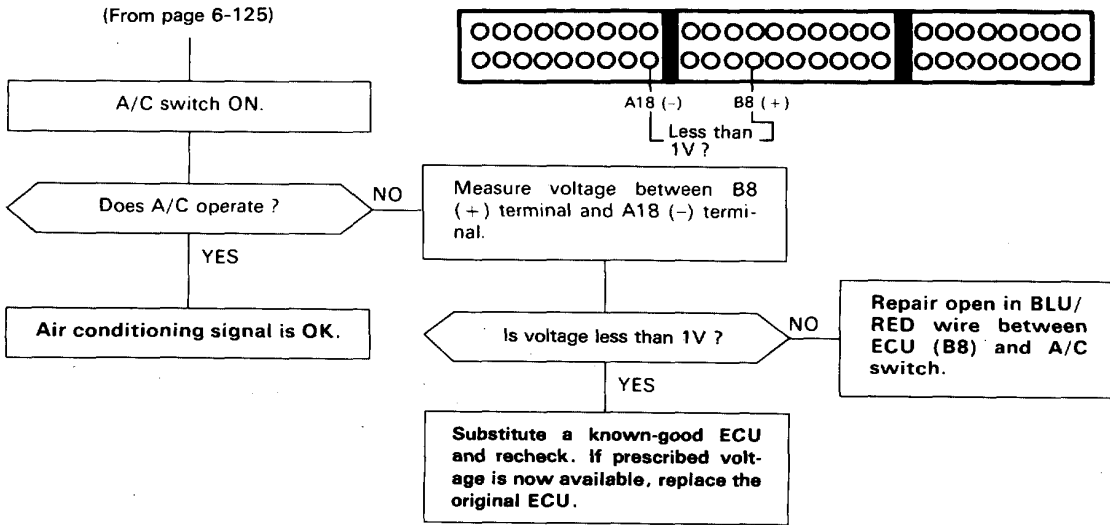 (From page 6-125)
A/C switch ON.
A18 (-) B8 (+)
Less than
1V ?
Does A/C operate ?
NO
YES
Measure voltage between B8
(+) terminal and A18 (-) termi-
nal.
Air conditioning signal is OK.
Is voltage less than 1V ?
NO
YES
Repair open in BLU/
RED wire between
ECU (B8) and A/C
switch.
Substitute a known-good ECU
and recheck. If prescribed volt-
age is now available, replace the
original ECU.